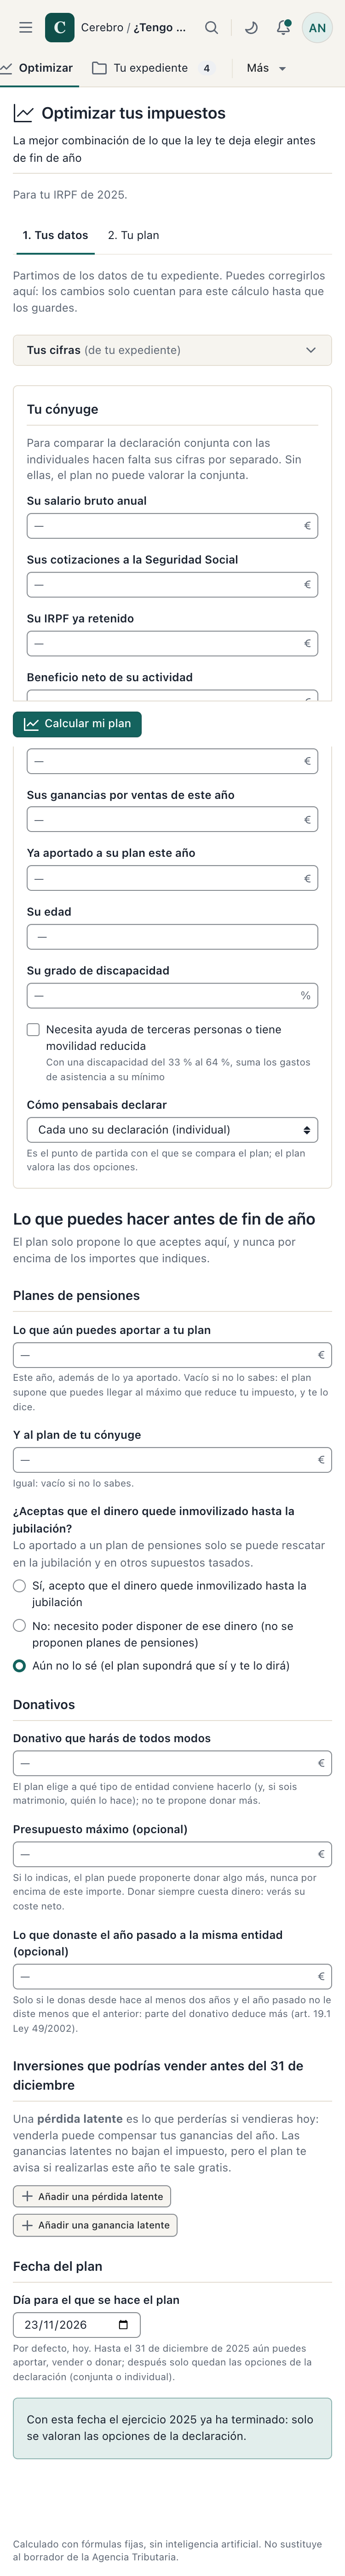 C Cerebro / ¿Tengo ... AN
Optimizar Tu expediente 4 Más
Optimizar tus impuestos
La mejor combinación de lo que la ley te deja elegir antes
de fin de año
Para tu IRPF de 2025.
1. Tus datos 2. Tu plan
Partimos de los datos de tu expediente. Puedes corregirlos
aquí: los cambios solo cuentan para este cálculo hasta que
los guardes.
Tus cifras (de tu expediente)
Tu cónyuge
Para comparar la declaración conjunta con las
individuales hacen falta sus cifras por separado. Sin
ellas, el plan no puede valorar la conjunta.
Su salario bruto anual
— €
Sus cotizaciones a la Seguridad Social
— €
Su IRPF ya retenido
— €
Beneficio neto de su actividad
Calcular mi plan
— €
Sus ganancias por ventas de este año
— €
Ya aportado a su plan este año
— €
Su edad
—
Su grado de discapacidad
— %
Necesita ayuda de terceras personas o tiene
movilidad reducida
Con una discapacidad del 33 % al 64 %, suma los gastos
de asistencia a su mínimo
Cómo pensabais declarar
Cada uno su declaración (individual)
Es el punto de partida con el que se compara el plan; el plan
valora las dos opciones.
Lo que puedes hacer antes de fin de año
El plan solo propone lo que aceptes aquí, y nunca por
encima de los importes que indiques.
Planes de pensiones
Lo que aún puedes aportar a tu plan
— €
Este año, además de lo ya aportado. Vacío si no lo sabes: el plan
supone que puedes llegar al máximo que reduce tu impuesto, y te lo
dice.
Y al plan de tu cónyuge
— €
Igual: vacío si no lo sabes.
¿Aceptas que el dinero quede inmovilizado hasta la
jubilación?
Lo aportado a un plan de pensiones solo se puede rescatar
en la jubilación y en otros supuestos tasados.
Sí, acepto que el dinero quede inmovilizado hasta la
jubilación
No: necesito poder disponer de ese dinero (no se
proponen planes de pensiones)
Aún no lo sé (el plan supondrá que sí y te lo dirá)
Donativos
Donativo que harás de todos modos
— €
El plan elige a qué tipo de entidad conviene hacerlo (y, si sois
matrimonio, quién lo hace); no te propone donar más.
Presupuesto máximo (opcional)
— €
Si lo indicas, el plan puede proponerte donar algo más, nunca por
encima de este importe. Donar siempre cuesta dinero: verás su
coste neto.
Lo que donaste el año pasado a la misma entidad
(opcional)
— €
Solo si le donas desde hace al menos dos años y el año pasado no le
diste menos que el anterior: parte del donativo deduce más (art. 19.1
Ley 49/2002).
Inversiones que podrías vender antes del 31 de
diciembre
Una pérdida latente es lo que perderías si vendieras hoy:
venderla puede compensar tus ganancias del año. Las
ganancias latentes no bajan el impuesto, pero el plan te
avisa si realizarlas este año te sale gratis.
Añadir una pérdida latente
Añadir una ganancia latente
Fecha del plan
Día para el que se hace el plan
23/11/2026
Por defecto, hoy. Hasta el 31 de diciembre de 2025 aún puedes
aportar, vender o donar; después solo quedan las opciones de la
declaración (conjunta o individual).
Con esta fecha el ejercicio 2025 ya ha terminado: solo
se valoran las opciones de la declaración.
Calculado con fórmulas fijas, sin inteligencia artificial. No sustituye
al borrador de la Agencia Tributaria.